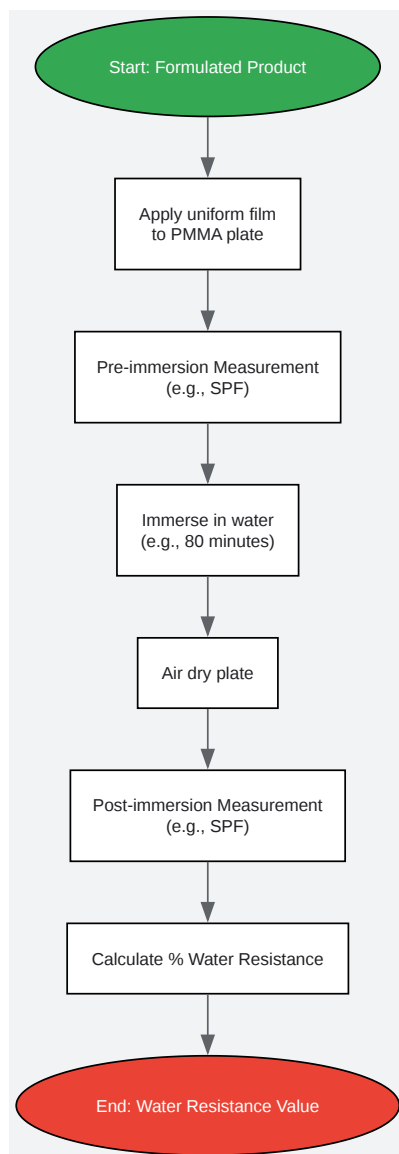 Start: Formulated Product
Apply uniform film
to PMMA plate
Pre-immersion Measurement
(e.g., SPF)
Immerse in water
(e.g., 80 minutes)
Air dry plate
Post-immersion Measurement
(e.g., SPF)
Calculate % Water Resistance
End: Water Resistance Value